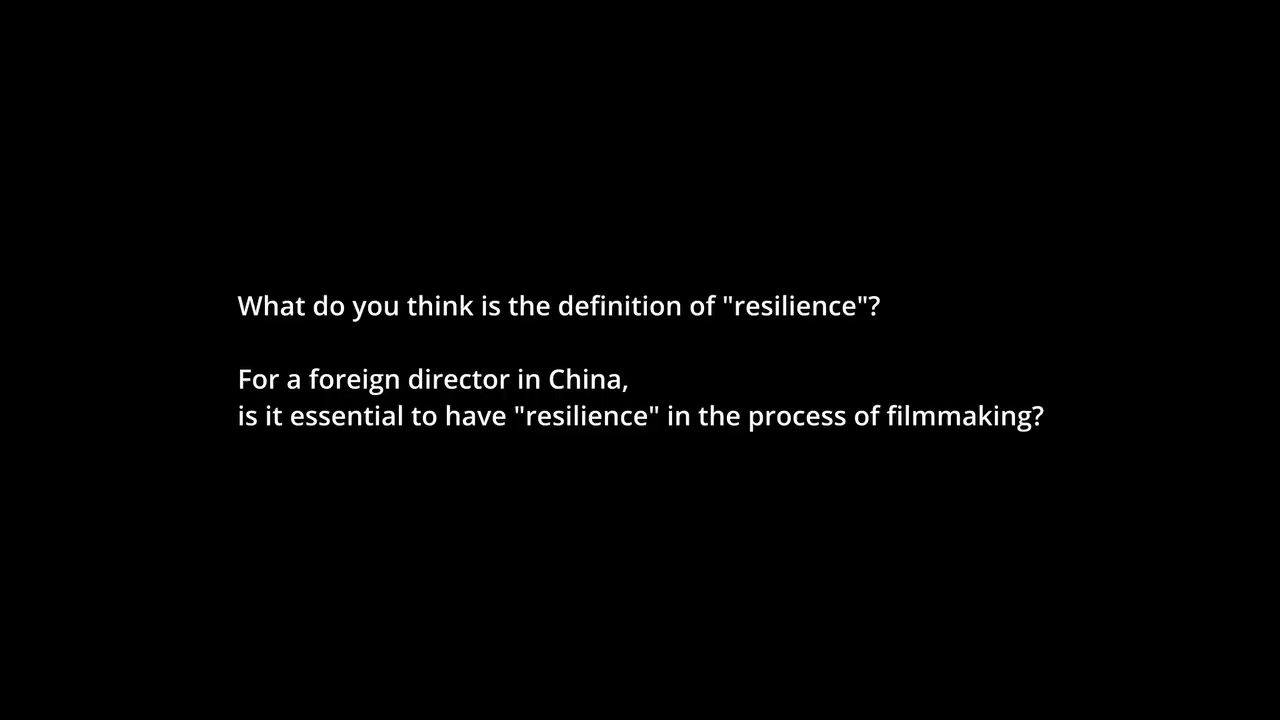 What do you think is the definition of "resilience"?
For a foreign director in China,
is it essential to have "resilience" in the process of filmmaking?